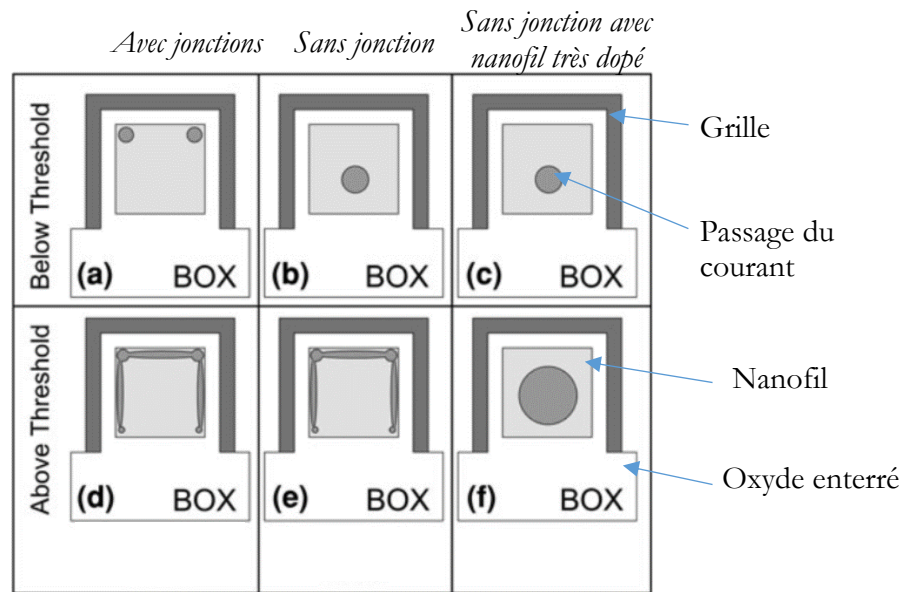 Avec jonctions
Sans jonction
Sans jonction avec
nanofil très dopé
Below Threshold
(a) BOX
(b) BOX
(c) BOX
Grille
Passage du
courant
Above Threshold
(d) BOX
(e) BOX
(f) BOX
Nanofil
Oxyde enterré